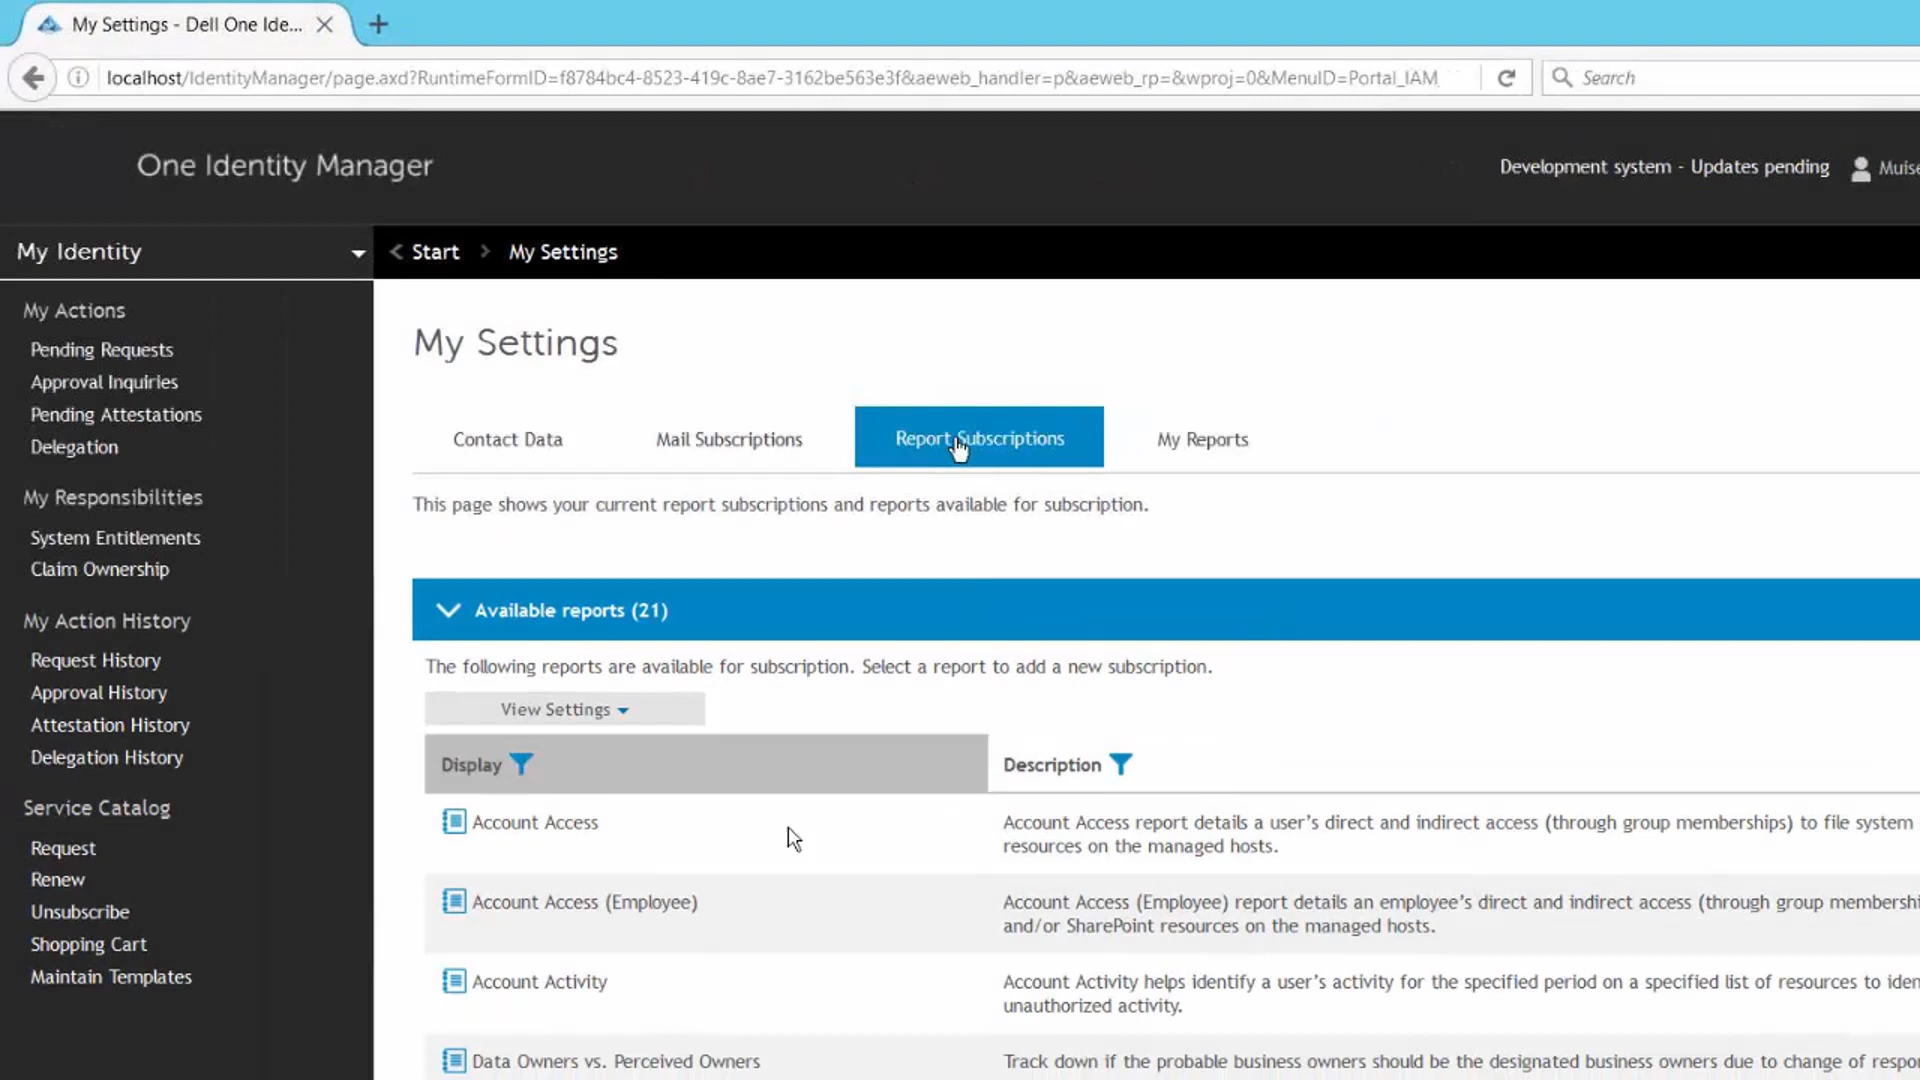 My Settings - Dell One Ide...
localhost/IdentityManager/page.axd?RuntimeFormID=f8784bc4-8523-419c-8ae7-3162be563e3f&aeweb_handler=p&aeweb_rp=&wproj=0&MenuID=Portal_IAM
Search
One Identity Manager
Development system - Updates pending
Muise
My Identity
Start
My Settings
My Actions
Pending Requests
Approval Inquiries
Pending Attestations
Delegation
My Responsibilities
System Entitlements
Claim Ownership
My Action History
Request History
Approval History
Attestation History
Delegation History
Service Catalog
Request
Renew
Unsubscribe
Shopping Cart
Maintain Templates
My Settings
Contact Data
Mail Subscriptions
Report Subscriptions
My Reports
This page shows your current report subscriptions and reports available for subscription.
Available reports (21)
The following reports are available for subscription. Select a report to add a new subscription.
View Settings
Display
Description
Account Access
Account Access report details a user's direct and indirect access (through group memberships) to file system
resources on the managed hosts.
Account Access (Employee)
Account Access (Employee) report details an employee's direct and indirect access (through group membershi
and/or SharePoint resources on the managed hosts.
Account Activity
Account Activity helps identify a user's activity for the specified period on a specified list of resources to iden
unauthorized activity.
Data Owners vs. Perceived Owners
Track down if the probable business owners should be the designated business owners due to change of respo